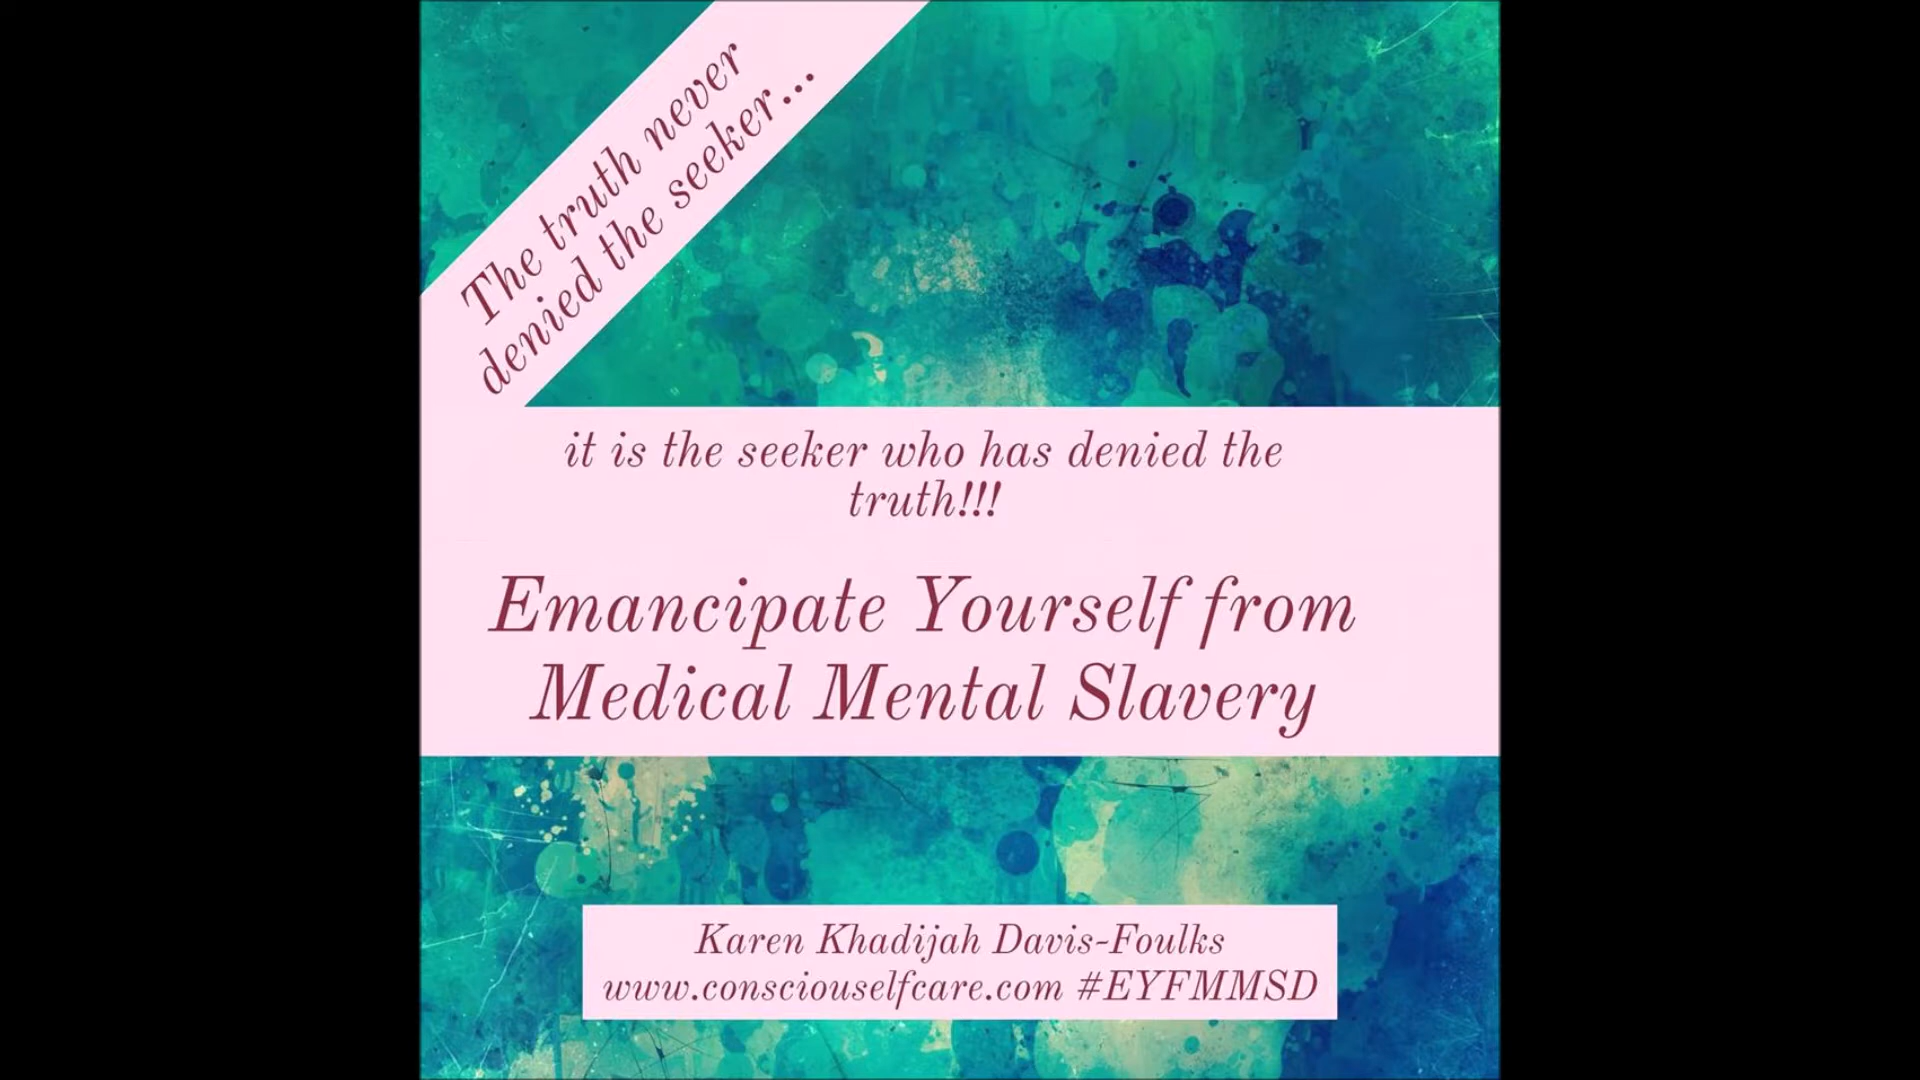 The truth never
denied the seeker...
it is the seeker who has denied the
truth!!!
Emancipate Yourself from
Medical Mental Slavery
Karen Khadijah Davis-Foulks
www.consciouselfcare.com #EYFMMSD